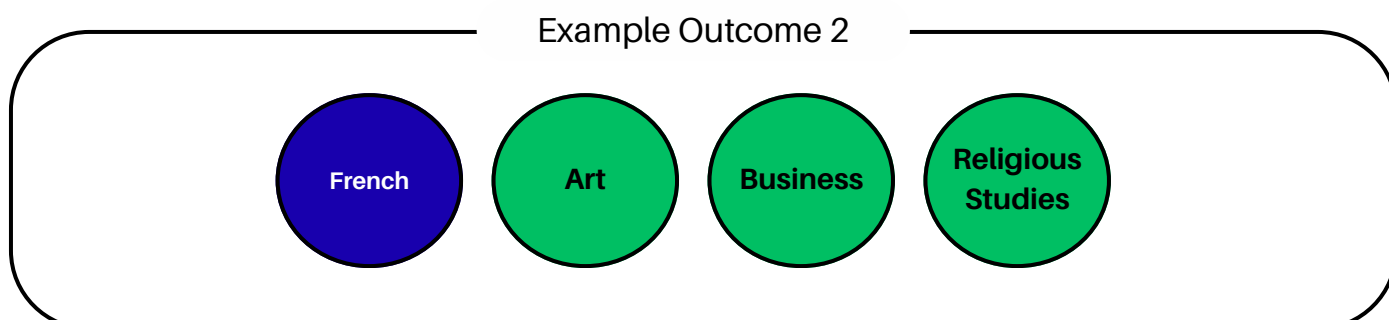 Example Outcome 2
French
Art
Business
Religious
Studies